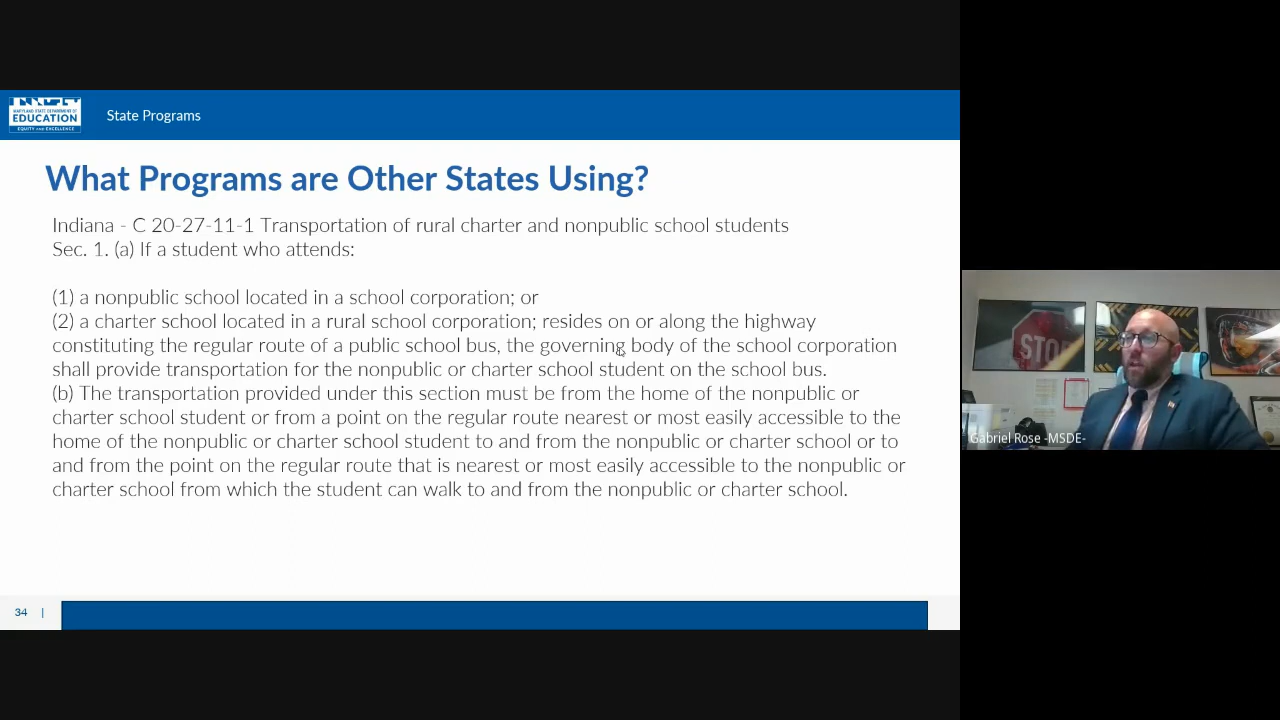 MARYLAND STATE DEPARTMENT OF
EDUCATION
EQUITY AND EXCELLENCE
State Programs
What Programs are Other States Using?
Indiana - C 20-27-11-1 Transportation of rural charter and nonpublic school students
Sec. 1. (a) If a student who attends:
(1) a nonpublic school located in a school corporation; or
(2) a charter school located in a rural school corporation; resides on or along the highway
constituting the regular route of a public school bus, the governing body of the school corporation
shall provide transportation for the nonpublic or charter school student on the school bus.
(b) The transportation provided under this section must be from the home of the nonpublic or
charter school student or from a point on the regular route nearest or most easily accessible to the
home of the nonpublic or charter school student to and from the nonpublic or charter school or to
and from the point on the regular route that is nearest or most easily accessible to the nonpublic or
charter school from which the student can walk to and from the nonpublic or charter school.
34 |
STOP
Gabriel Rose -MSDE-